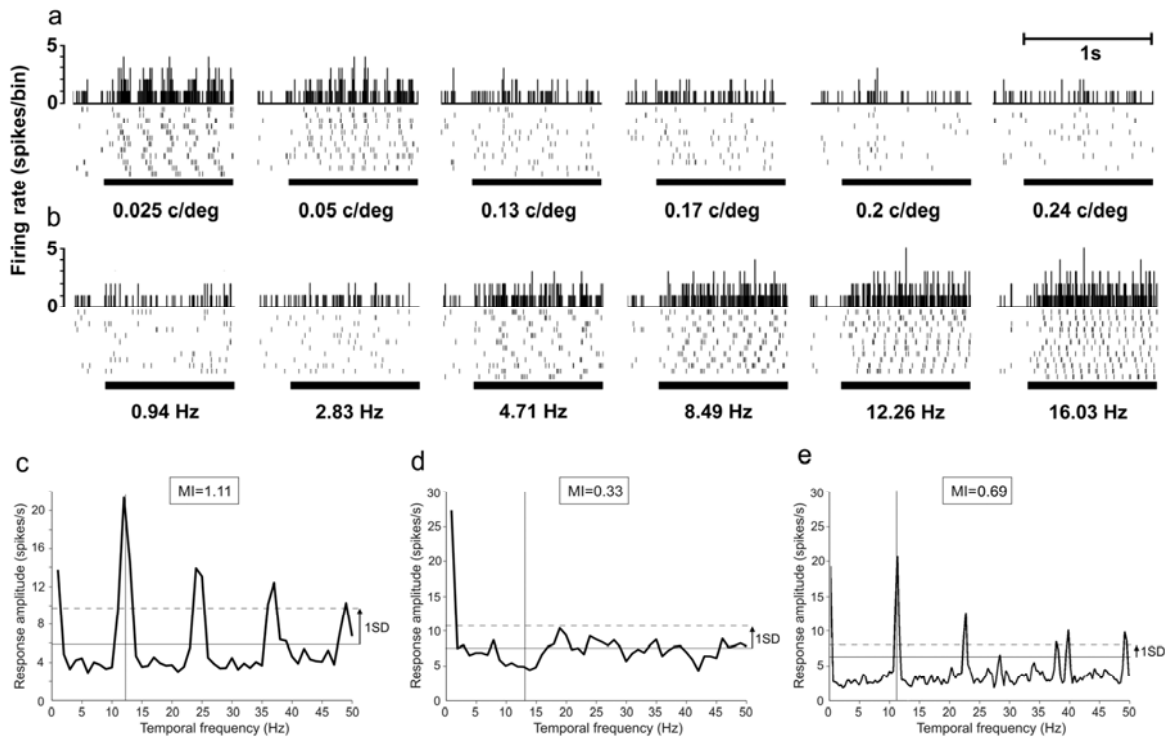 a
Firing rate (spikes/bin)
5
0
1s
0.025 c/deg 0.05 c/deg 0.13 c/deg 0.17 c/deg 0.2 c/deg 0.24 c/deg
b
5
0
0.94 Hz 2.83 Hz 4.71 Hz 8.49 Hz 12.26 Hz 16.03 Hz
c
MI=1.11
Response amplitude (spikes/s)
20
16
12
8
4
0
1SD
0 5 10 15 20 25 30 35 40 45 50
Temporal frequency (Hz)
d
MI=0.33
Response amplitude (spikes/s)
30
25
20
15
10
5
0
1SD
0 5 10 15 20 25 30 35 40 45 50
Temporal frequency (Hz)
e
MI=0.69
Response amplitude (spikes/s)
30
25
20
15
10
5
0
1SD
0 5 10 15 20 25 30 35 40 45 50
Temporal frequency (Hz)